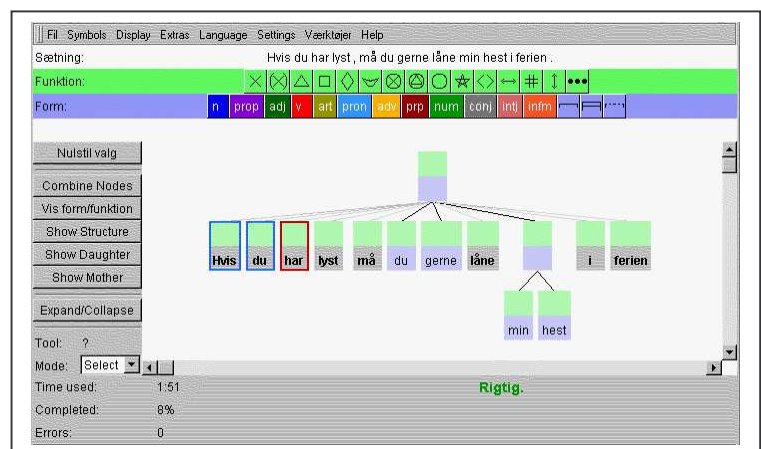 Fil Symbols Display Extras Language Settings Værktøjer Help
Sætning: Hvis du har lyst , må du gerne låne min hest i ferien .
Funktion:
Form: n prop adj v art pron adv prp num conj intj infm
Nulstil valg
Combine Nodes
Vis form/funktion
Show Structure
Show Daughter
Show Mother
Expand/Collapse
Tool: ?
Mode: Select
Hvis du har lyst må du gerne låne i ferien
min hest
Time used: 1:51 Rigtig.
Completed: 8%
Errors: 0